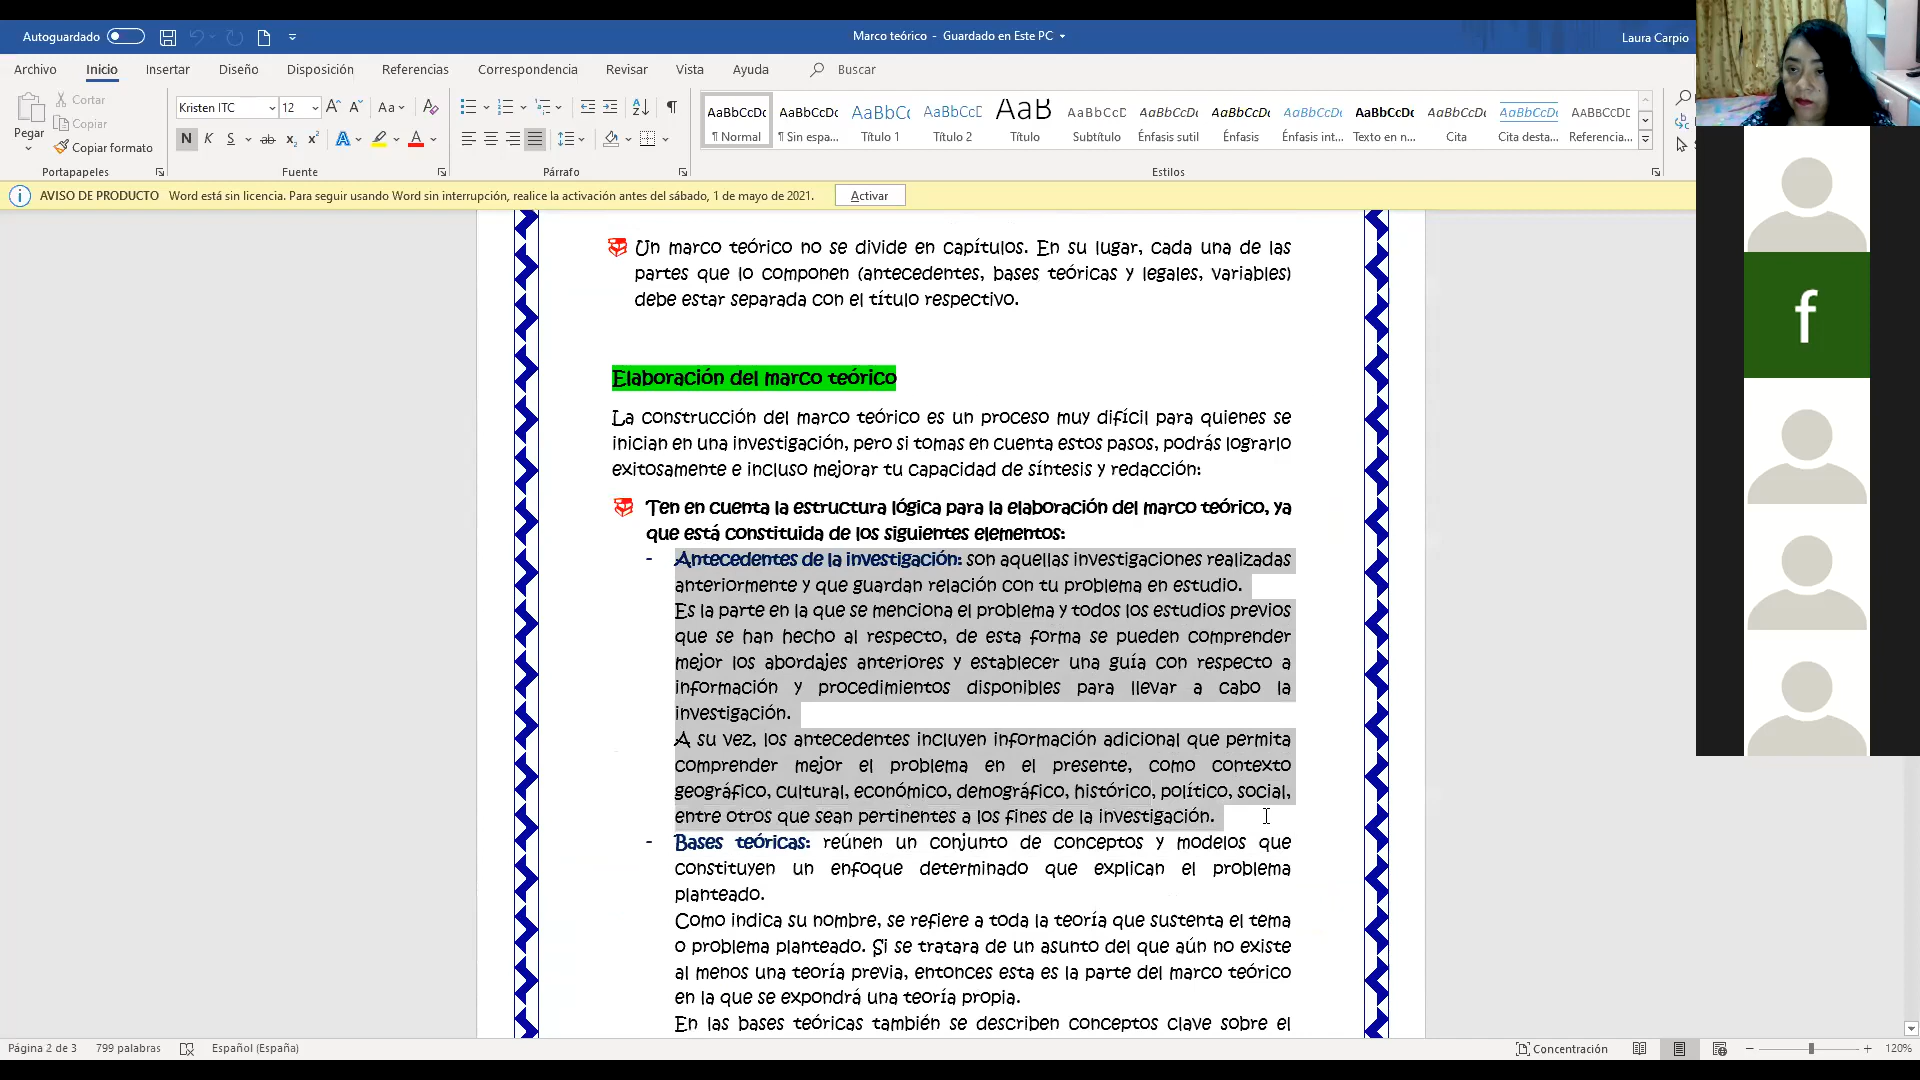 Autoguardado
Marco teórico - Guardado en Este PC
Laura Carpio
Archivo Inicio Insertar Diseño Disposición Referencias Correspondencia Revisar Vista Ayuda Buscar
Pegar
Cortar
Copiar
Copiar formato
Portapapeles
Kristen ITC 12
Aa
N K S ab x₂ x² A A
Fuente
Párrafo
AaBbCcDc AaBbCcDc AaBbCc AaBbCcD AaB AaBbCcD AaBbCcDc AaBbCcDc AaBbCcDc AaBbCcDc AaBbCcDc AaBbCcDc AABBCCDC
¶ Normal ¶ Sin espa... Título 1 Título 2 Título Subtítulo Énfasis sutil Énfasis Énfasis int... Texto en n... Cita Cita desta... Referencia...
Estilos
AVISO DE PRODUCTO Word está sin licencia. Para seguir usando Word sin interrupción, realice la activación antes del sábado, 1 de mayo de 2021. Activar
Un marco teórico no se divide en capítulos. En su lugar, cada una de las
partes que lo componen (antecedentes, bases teóricas y legales, variables)
debe estar separada con el título respectivo.
Elaboración del marco teórico
La construcción del marco teórico es un proceso muy difícil para quienes se
inician en una investigación, pero si tomas en cuenta estos pasos, podrás lograrlo
exitosamente e incluso mejorar tu capacidad de síntesis y redacción:
Ten en cuenta la estructura lógica para la elaboración del marco teórico, ya
que está constituida de los siguientes elementos:
- Antecedentes de la investigación: son aquellas investigaciones realizadas
anteriormente y que guardan relación con tu problema en estudio.
Es la parte en la que se menciona el problema y todos los estudios previos
que se han hecho al respecto, de esta forma se pueden comprender
mejor los abordajes anteriores y establecer una guía con respecto a
información y procedimientos disponibles para llevar a cabo la
investigación.
A su vez, los antecedentes incluyen información adicional que permita
comprender mejor el problema en el presente, como contexto
geográfico, cultural, económico, demográfico, histórico, político, social,
entre otros que sean pertinentes a los fines de la investigación.
- Bases teóricas: reúnen un conjunto de conceptos y modelos que
constituyen un enfoque determinado que explican el problema
planteado.
Como indica su nombre, se refiere a toda la teoría que sustenta el tema
o problema planteado. Si se tratara de un asunto del que aún no existe
al menos una teoría previa, entonces esta es la parte del marco teórico
en la que se expondrá una teoría propia.
En las bases teóricas también se describen conceptos clave sobre el
f
Página 2 de 3 799 palabras Español (España) Concentración 120%